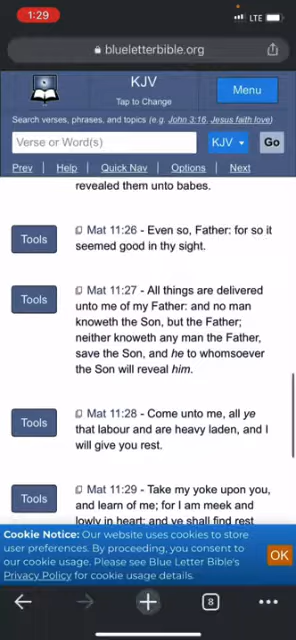 1:29 LTE
blueletterbible.org
KJV
Tap to Change
Menu
Search verses, phrases, and topics (e.g. John 3:16, Jesus faith love)
Verse or Word(s) KJV Go
Prev Help Quick Nav Options Next
revealed them unto babes.
Tools
Mat 11:26 - Even so, Father: for so it
seemed good in thy sight.
Tools
Mat 11:27 - All things are delivered
unto me of my Father: and no man
knoweth the Son, but the Father;
neither knoweth any man the Father,
save the Son, and he to whomsoever
the Son will reveal him.
Tools
Mat 11:28 - Come unto me, all ye
that labour and are heavy laden, and I
will give you rest.
Tools
Mat 11:29 - Take my yoke upon you,
and learn of me; for I am meek and
lowly in heart: and ye shall find rest
Cookie Notice: Our website uses cookies to store
user preferences. By proceeding, you consent to
our cookie usage. Please see Blue Letter Bible's
Privacy Policy for cookie usage details.
OK
8